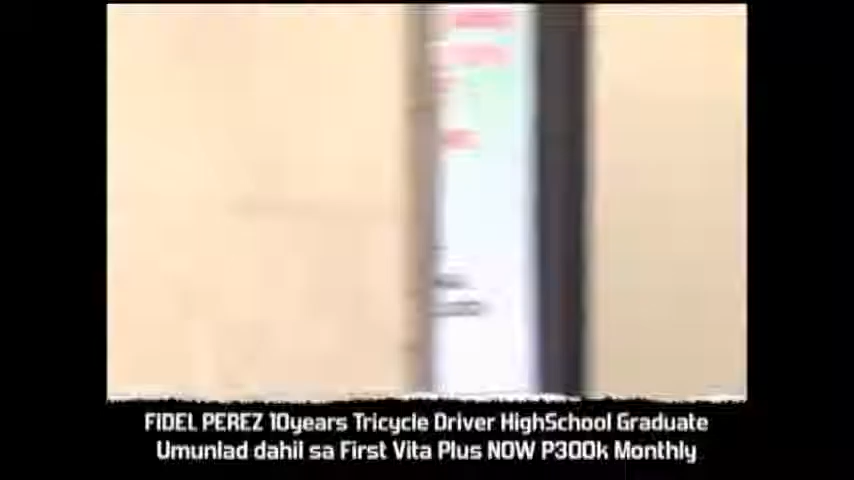 FIDEL PEREZ 10years Tricycle Driver HighSchool Graduate
Umunlad dahil sa First Vita Plus NOW P300k Monthly